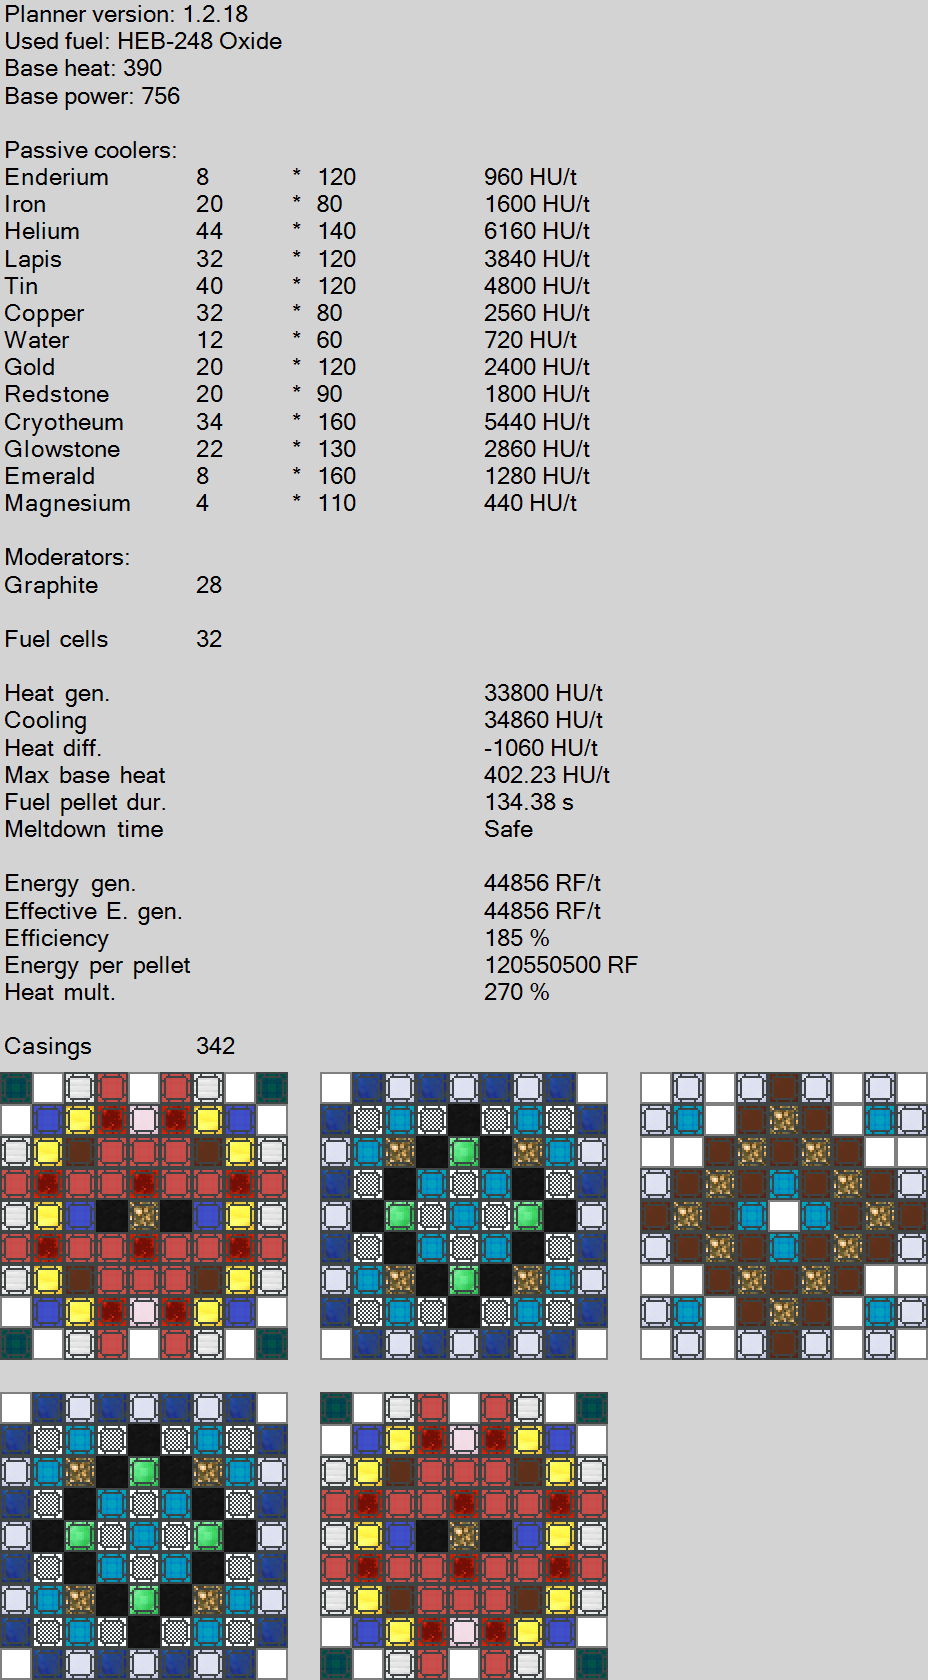 Planner version: 1.2.18
Used fuel: HEB-248 Oxide
Base heat: 390
Base power: 756
Passive coolers:
Enderium 8 * 120 960 HU/t
Iron 20 * 80 1600 HU/t
Helium 44 * 140 6160 HU/t
Lapis 32 * 120 3840 HU/t
Tin 40 * 120 4800 HU/t
Copper 32 * 80 2560 HU/t
Water 12 * 60 720 HU/t
Gold 20 * 120 2400 HU/t
Redstone 20 * 90 1800 HU/t
Cryotheum 34 * 160 5440 HU/t
Glowstone 22 * 130 2860 HU/t
Emerald 8 * 160 1280 HU/t
Magnesium 4 * 110 440 HU/t
Moderators:
Graphite 28
Fuel cells 32
Heat gen. 33800 HU/t
Cooling 34860 HU/t
Heat diff. -1060 HU/t
Max base heat 402.23 HU/t
Fuel pellet dur. 134.38 s
Meltdown time Safe
Energy gen. 44856 RF/t
Effective E. gen. 44856 RF/t
Efficiency 185 %
Energy per pellet 120550500 RF
Heat mult. 270 %
Casings 342